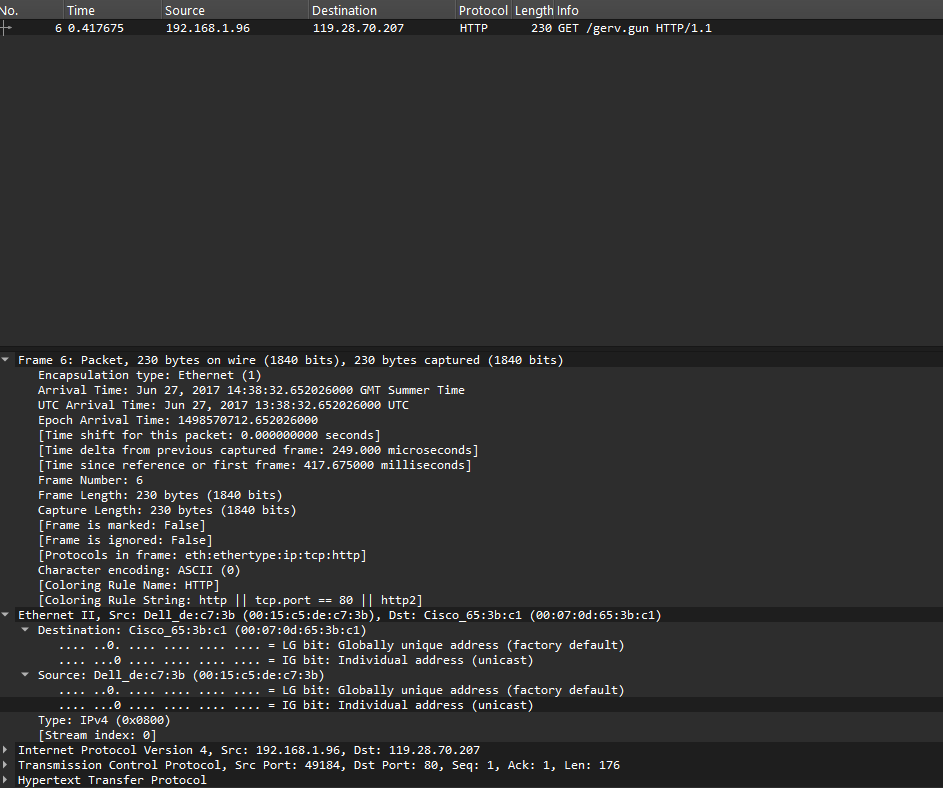 No. Time Source Destination Protocol Length Info
6 0.417675 192.168.1.96 119.28.70.207 HTTP 230 GET /gerv.gun HTTP/1.1
Frame 6: Packet, 230 bytes on wire (1840 bits), 230 bytes captured (1840 bits)
Encapsulation type: Ethernet (1)
Arrival Time: Jun 27, 2017 14:38:32.652026000 GMT Summer Time
UTC Arrival Time: Jun 27, 2017 13:38:32.652026000 UTC
Epoch Arrival Time: 1498570712.652026000
[Time shift for this packet: 0.000000000 seconds]
[Time delta from previous captured frame: 249.000 microseconds]
[Time since reference or first frame: 417.675000 milliseconds]
Frame Number: 6
Frame Length: 230 bytes (1840 bits)
Capture Length: 230 bytes (1840 bits)
[Frame is marked: False]
[Frame is ignored: False]
[Protocols in frame: eth:ethertype:ip:tcp:http]
Character encoding: ASCII (0)
[Coloring Rule Name: HTTP]
[Coloring Rule String: http || tcp.port == 80 || http2]
Ethernet II, Src: Dell_de:c7:3b (00:15:c5:de:c7:3b), Dst: Cisco_65:3b:c1 (00:07:0d:65:3b:c1)
Destination: Cisco_65:3b:c1 (00:07:0d:65:3b:c1)
.... ..0. .... .... .... .... = LG bit: Globally unique address (factory default)
.... ...0 .... .... .... .... = IG bit: Individual address (unicast)
Source: Dell_de:c7:3b (00:15:c5:de:c7:3b)
.... ..0. .... .... .... .... = LG bit: Globally unique address (factory default)
.... ...0 .... .... .... .... = IG bit: Individual address (unicast)
Type: IPv4 (0x0800)
[Stream index: 0]
Internet Protocol Version 4, Src: 192.168.1.96, Dst: 119.28.70.207
Transmission Control Protocol, Src Port: 49184, Dst Port: 80, Seq: 1, Ack: 1, Len: 176
Hypertext Transfer Protocol